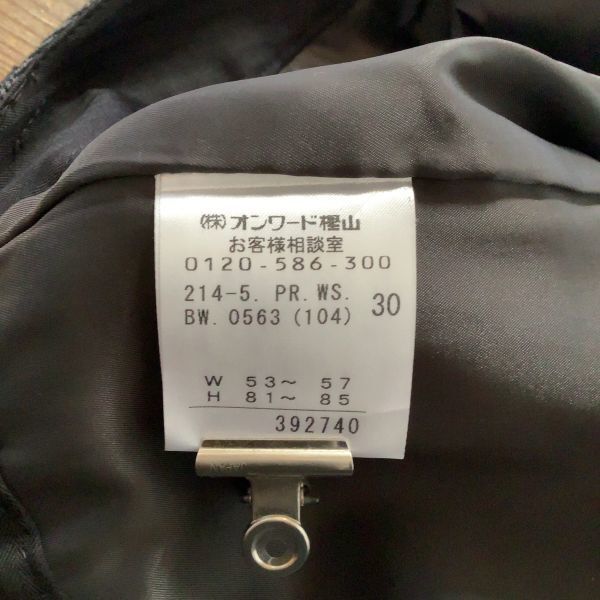 (株)オンワード樫山
お客様相談室
0120-586-300
214-5. PR. WS. 30
BW. 0563 (104)
W 53～ 57
H 81～ 85
392740